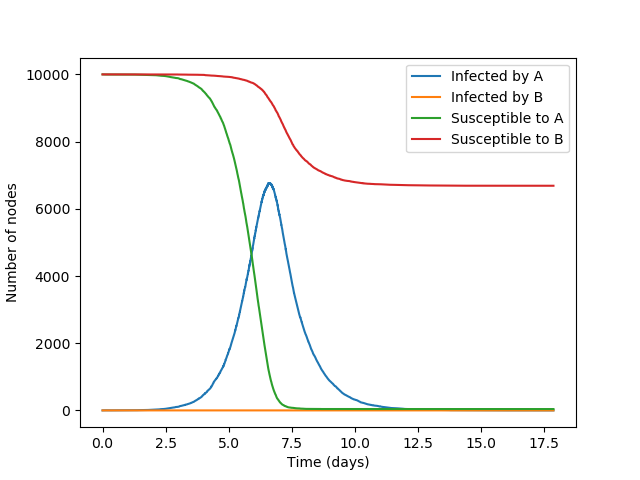 10000
8000
6000
4000
2000
0
Number of nodes
0.0 2.5 5.0 7.5 10.0 12.5 15.0 17.5
Time (days)
Infected by A
Infected by B
Susceptible to A
Susceptible to B